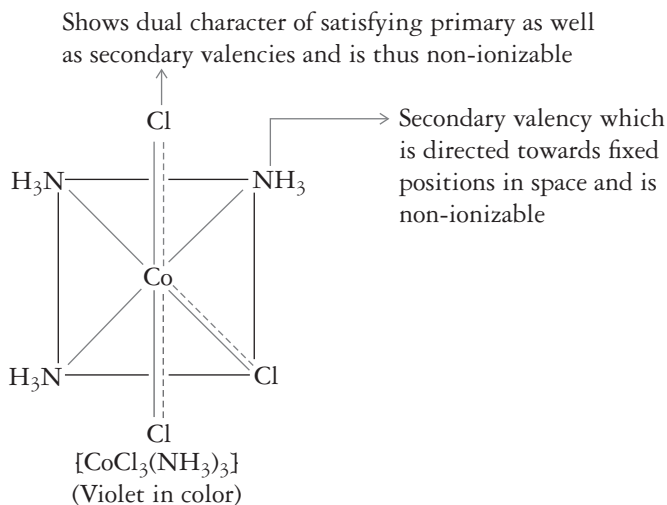 Shows dual character of satisfying primary as well
as secondary valencies and is thus non-ionizable
Cl
Secondary valency which
is directed towards fixed
positions in space and is
non-ionizable
H₃N
NH₃
Co
H₃N
Cl
Cl
[CoCl₃(NH₃)₃]
(Violet in color)